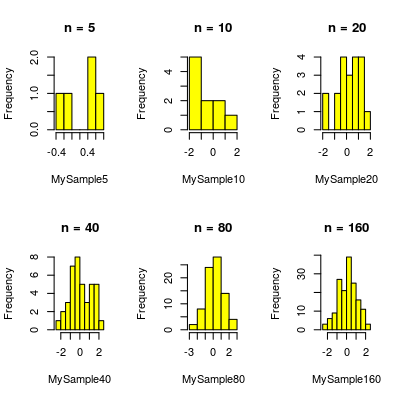 n = 5
Frequency
0.0 1.0 2.0
-0.4 0.4
MySample5
n = 10
Frequency
0 2 4
-2 0 2
MySample10
n = 20
Frequency
0 1 2 3 4
-2 0 2
MySample20
n = 40
Frequency
0 2 4 6 8
-2 0 2
MySample40
n = 80
Frequency
0 10 20
-3 0 2
MySample80
n = 160
Frequency
0 10 30
-2 0 2
MySample160